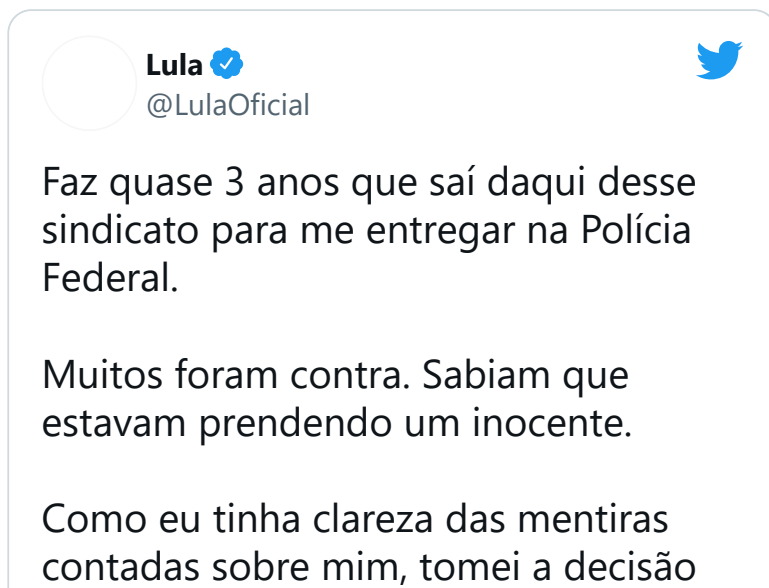 Lula
@LulaOficial
Faz quase 3 anos que saí daqui desse
sindicato para me entregar na Polícia
Federal.
Muitos foram contra. Sabiam que
estavam prendendo um inocente.
Como eu tinha clareza das mentiras
contadas sobre mim, tomei a decisão